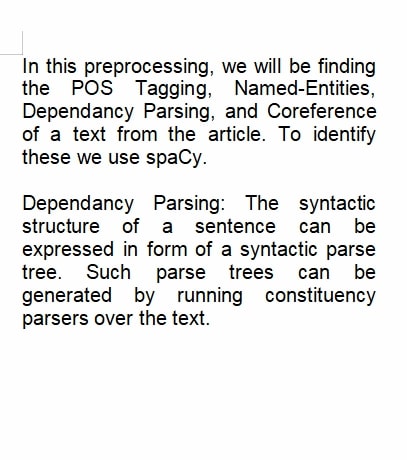 In this preprocessing, we will be finding
the POS Tagging, Named-Entities,
Dependancy Parsing, and Coreference
of a text from the article. To identify
these we use spaCy.
Dependancy Parsing: The syntactic
structure of a sentence can be
expressed in form of a syntactic parse
tree. Such parse trees can be
generated by running constituency
parsers over the text.